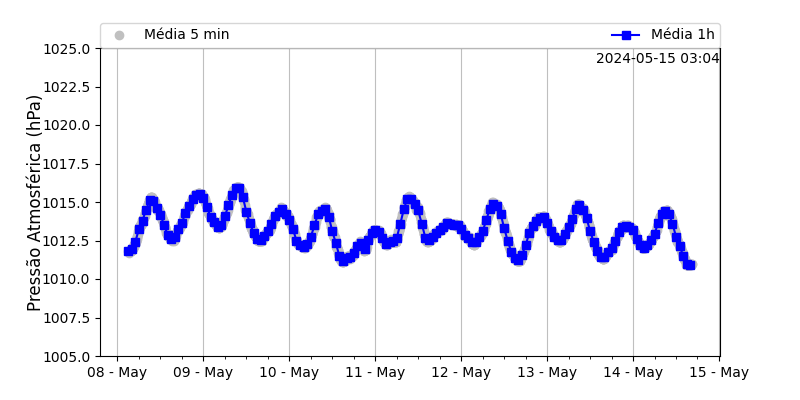 Média 5 min
Média 1h
2024-05-15 03:04
Pressão Atmosférica (hPa)
1025.0
1022.5
1020.0
1017.5
1015.0
1012.5
1010.0
1007.5
1005.0
08 - May
09 - May
10 - May
11 - May
12 - May
13 - May
14 - May
15 - May